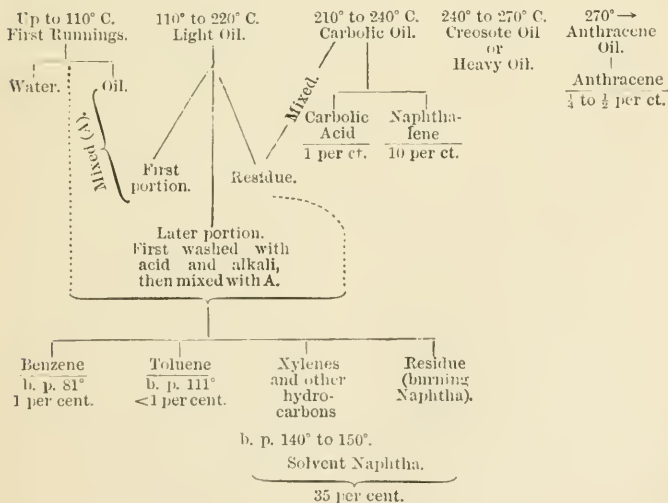 Up to 110° C. 110° to 220° C. 210° to 240° C. 240° to 270° C. 270°→
First Runnings. Light Oil. Carbolic Oil. Creosote Oil Anthracene
or Oil.
Heavy Oil.
Water. Oil. Mixed. Anthracene
¼ to ½ per ct.
Mixed (A). Carbolic Naphtha-
Acid lene
1 per ct. 10 per ct.
First Residue.
portion.
Later portion.
First washed with
acid and alkali,
then mixed with A.
Benzene Toluene Xylenes Residue
b. p. 81° b. p. 111° and other (burning
1 per cent. <1 per cent. hydro- Naphtha).
carbons
b. p. 140° to 150°.
Solvent Naphtha.
35 per cent.